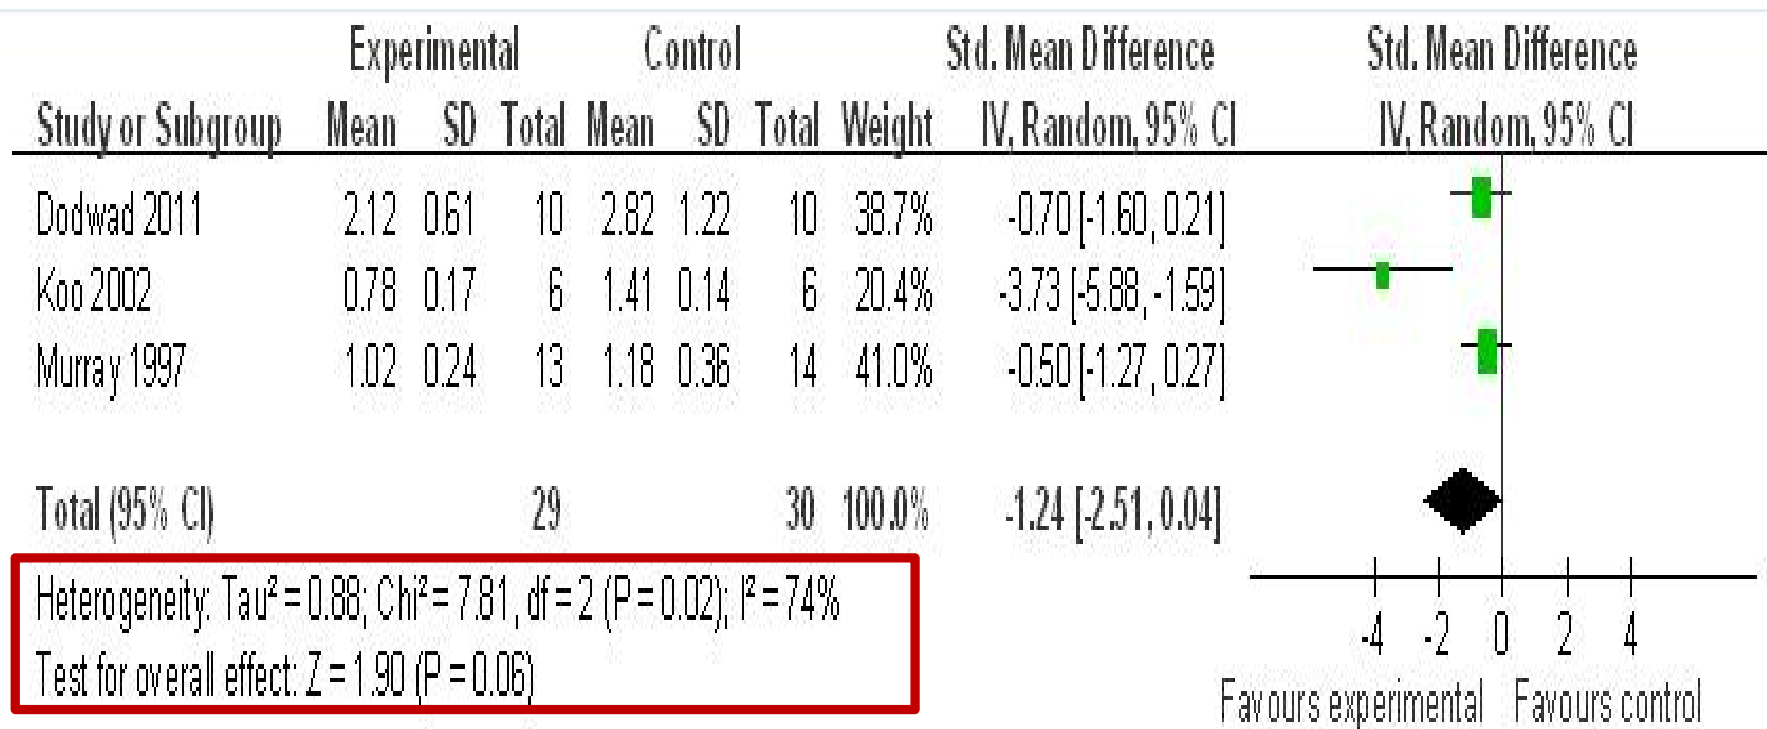 Experimental Control Std. Mean Difference Std. Mean Difference
Study or Subgroup Mean SD Total Mean SD Total Weight IV, Random, 95% CI IV, Random, 95% CI
Dodwad 2011 2.12 0.61 10 2.82 1.22 10 38.7% -0.70 [-1.60, 0.21]
Koo 2002 0.78 0.17 6 1.41 0.14 6 20.4% -3.73 [-5.88, -1.59]
Murray 1997 1.02 0.24 13 1.18 0.36 14 41.0% -0.50 [-1.27, 0.27]
Total (95% CI) 29 30 100.0% -1.24 [-2.51, 0.04]
Heterogeneity: Tau² = 0.88; Chi² = 7.81, df = 2 (P = 0.02); I² = 74%
Test for overall effect: Z = 1.90 (P = 0.06)
-4 -2 0 2 4
Favours experimental Favours control